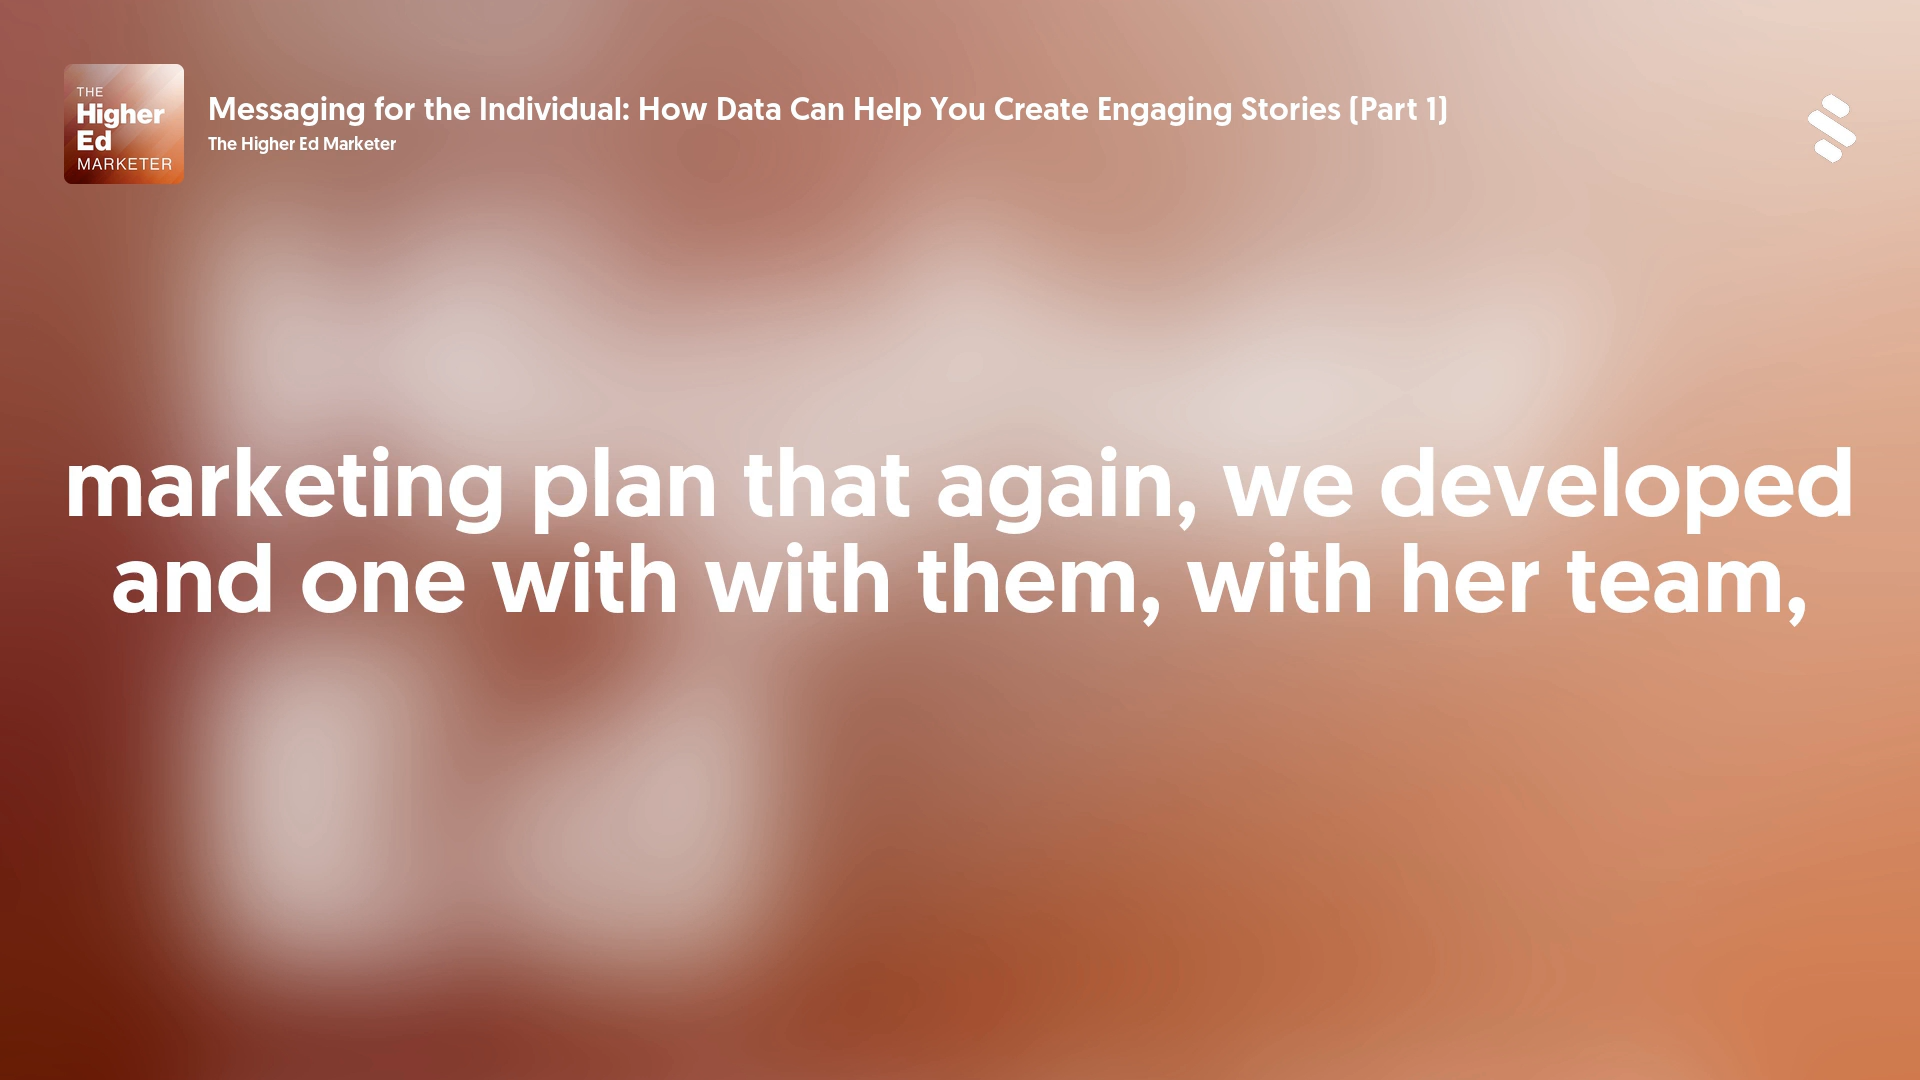 THE
Higher
Ed
MARKETER
Messaging for the Individual: How Data Can Help You Create Engaging Stories (Part 1)
The Higher Ed Marketer
marketing plan that again, we developed
and one with with them, with her team,